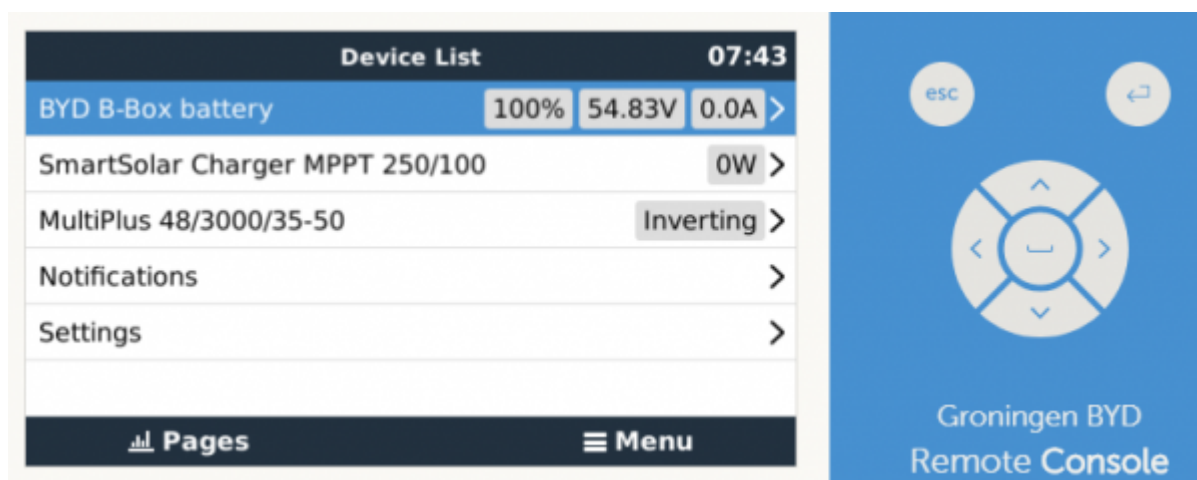 Device List 07:43
BYD B-Box battery 100% 54.83V 0.0A
SmartSolar Charger MPPT 250/100 0W
MultiPlus 48/3000/35-50 Inverting
Notifications
Settings
Pages Menu
esc
Groningen BYD
Remote Console